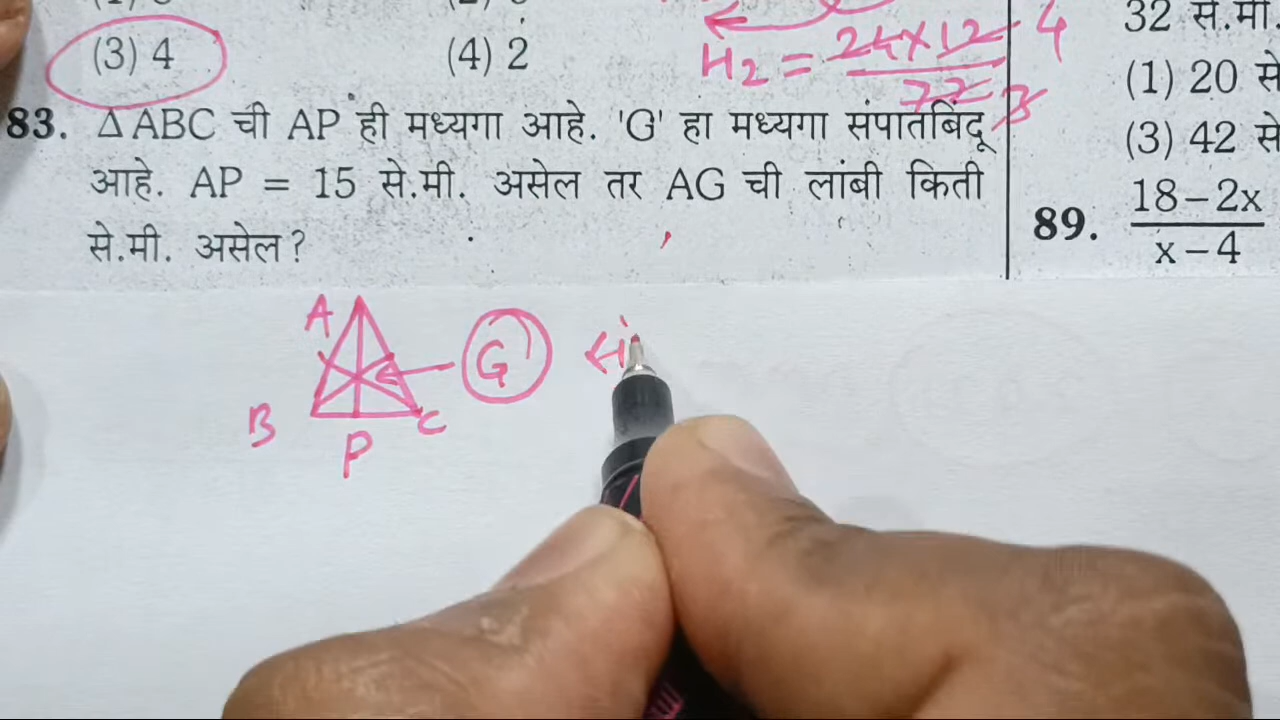 (3) 4
(4) 2
H2 = 24×12
72
4
3
83. ΔABC ची AP ही मध्यगा आहे. 'G' हा मध्यगा संपातबिंदू
आहे. AP = 15 से.मी. असेल तर AG ची लांबी किती
से.मी. असेल?
A
B
P
C
G
सं
32 से.मी.
(1) 20 से
(3) 42 से
89. 18-2x
x-4